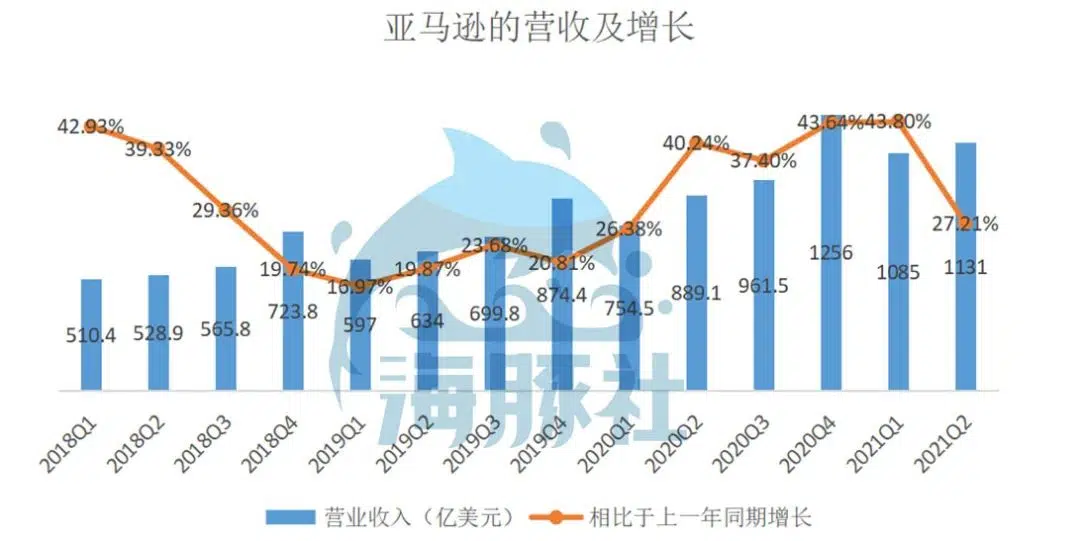 亚马逊的营收及增长
42.93%
39.33%
29.36%
19.74%
16.97%
19.87%
23.68%
20.81%
26.38%
40.24%
37.40%
43.64%
43.80%
27.21%
510.4
528.9
565.8
723.8
597
634
699.8
874.4
754.5
889.1
961.5
1256
1085
1131
海豚社
2018Q1
2018Q2
2018Q3
2018Q4
2019Q1
2019Q2
2019Q3
2019Q4
2020Q1
2020Q2
2020Q3
2020Q4
2021Q1
2021Q2
营业收入（亿美元）
相比于上一年同期增长